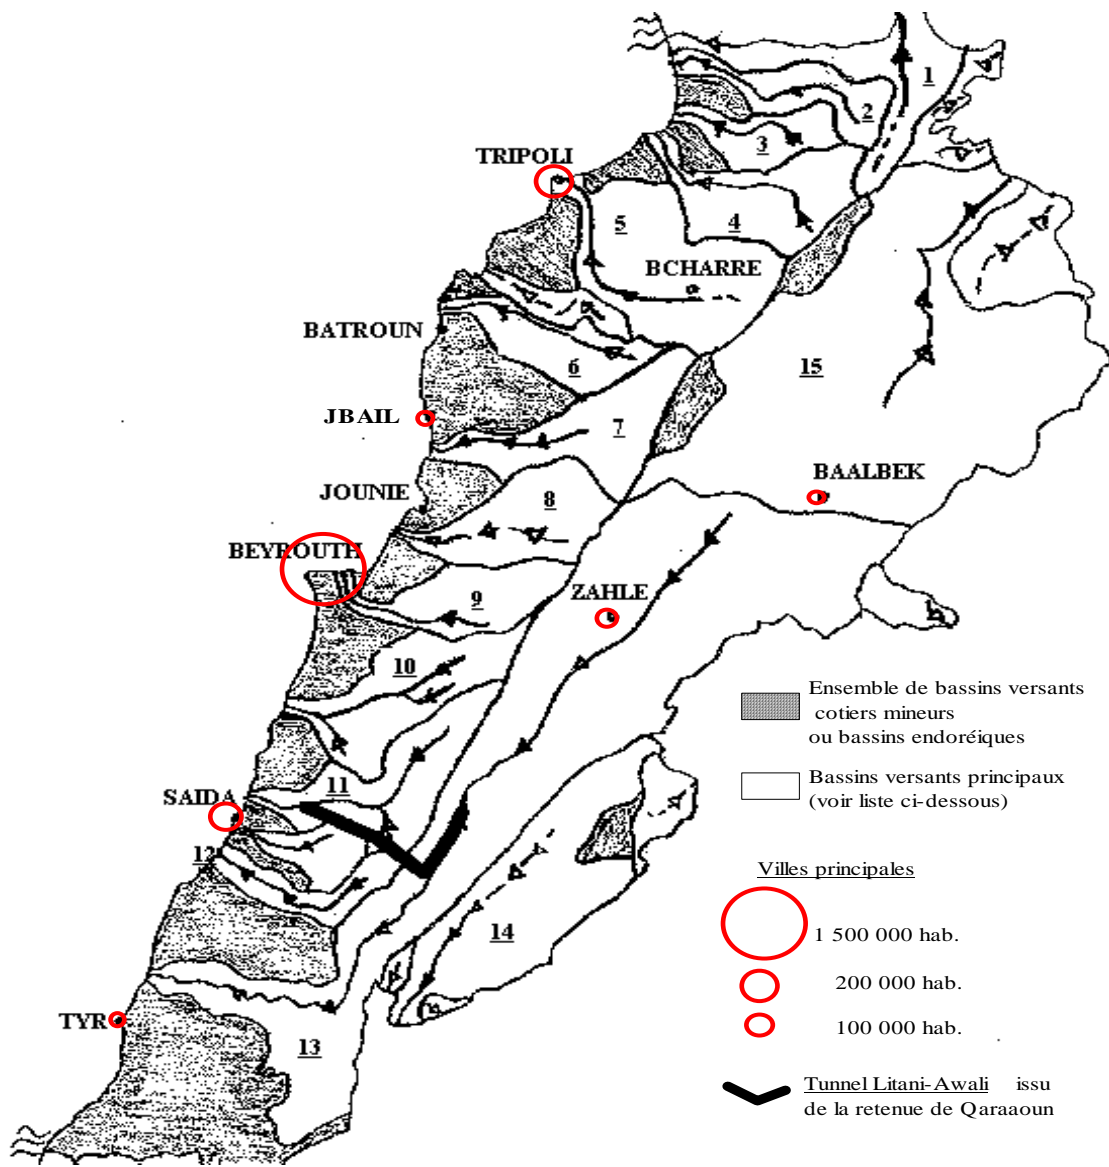 1
2
3
TRIPOLI
5
4
BCHARRE
BATROUN
6
15
JBAIL
7
BAALBEK
JOUNIE
8
BEYROUTH
ZAHLE
9
10
Ensemble de bassins versants
cotiers mineurs
ou bassins endoréiques
11
Bassins versants principaux
(voir liste ci-dessous)
SAIDA
12
Villes principales
14
1 500 000 hab.
200 000 hab.
TYR
100 000 hab.
13
Tunnel Litani-Awali issu
de la retenue de Qaraaoun